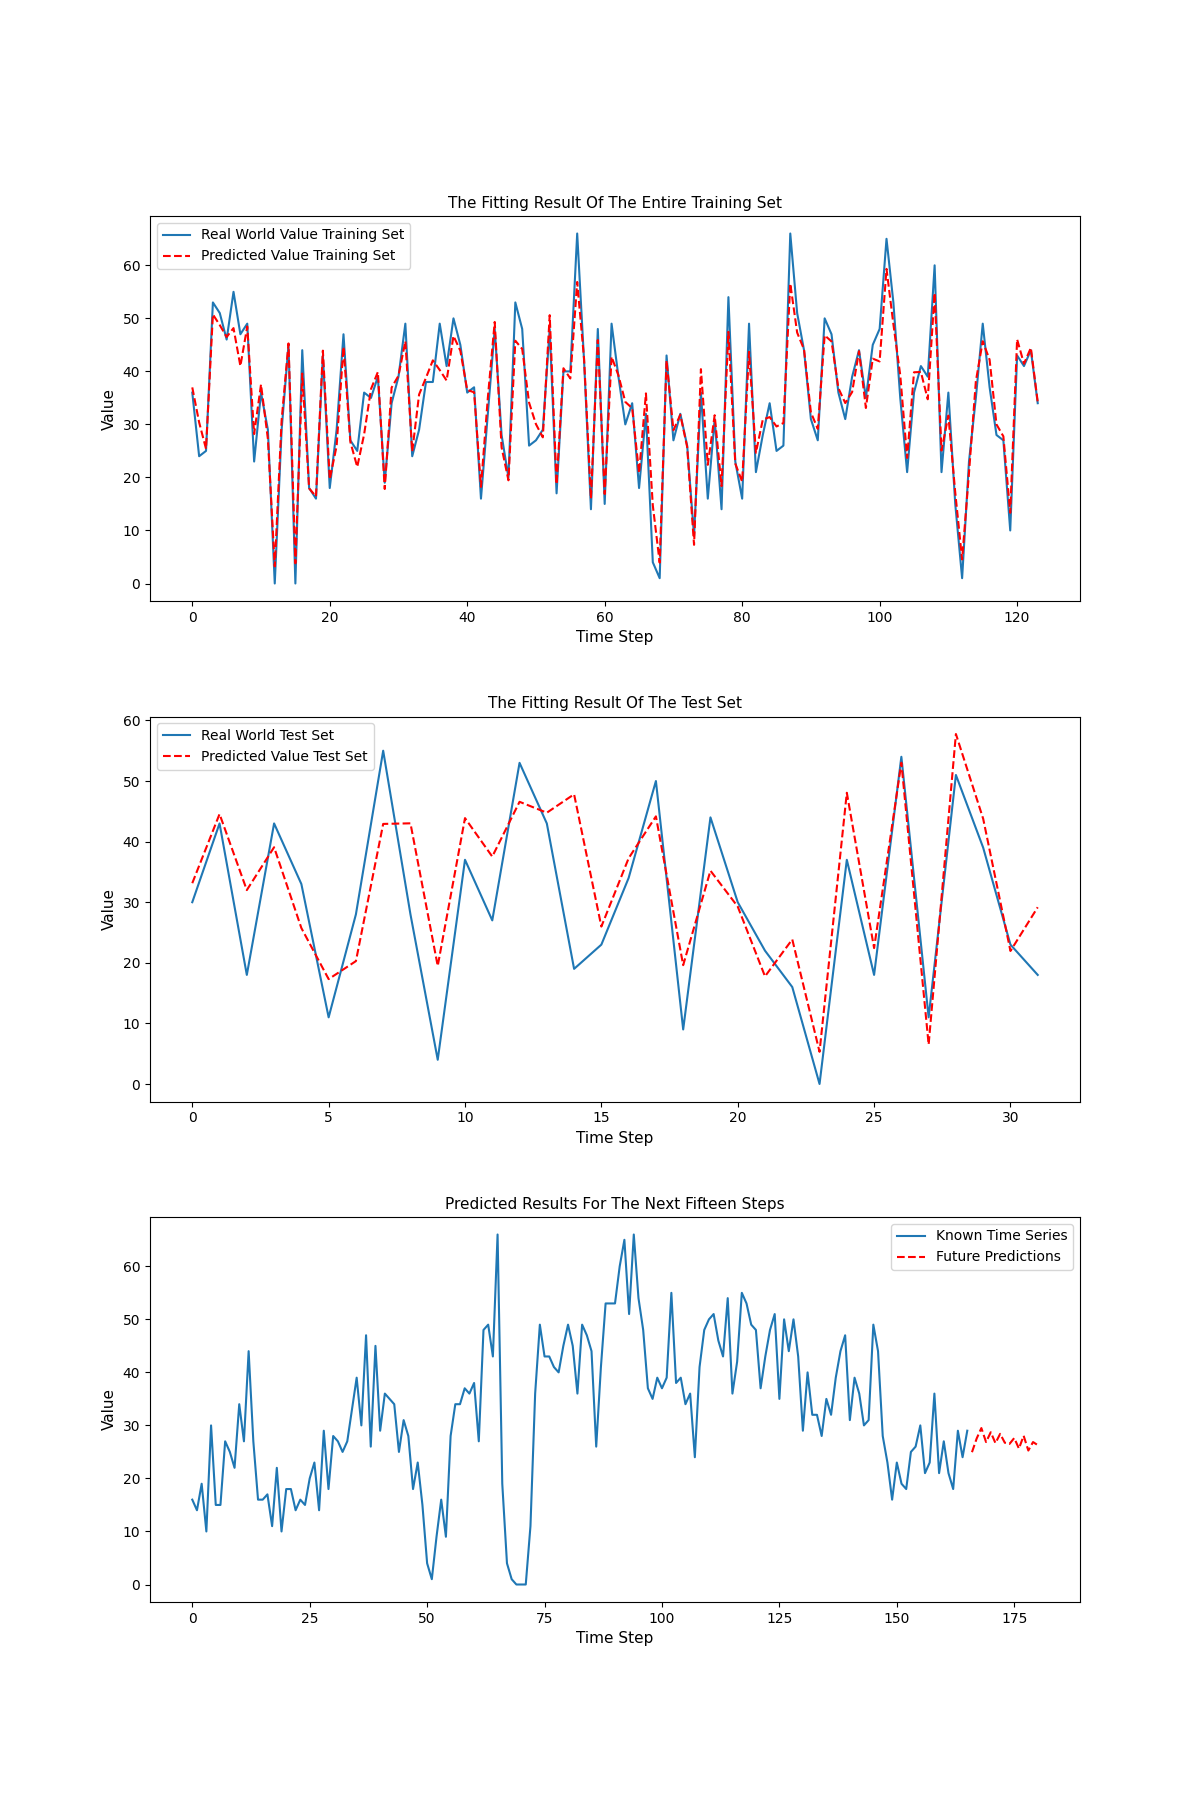 The Fitting Result Of The Entire Training Set
Real World Value Training Set
Predicted Value Training Set
Value
60
50
40
30
20
10
0
0 20 40 60 80 100 120
Time Step
The Fitting Result Of The Test Set
Real World Test Set
Predicted Value Test Set
Value
60
50
40
30
20
10
0
0 5 10 15 20 25 30
Time Step
Predicted Results For The Next Fifteen Steps
Known Time Series
Future Predictions
Value
60
50
40
30
20
10
0
0 25 50 75 100 125 150 175
Time Step